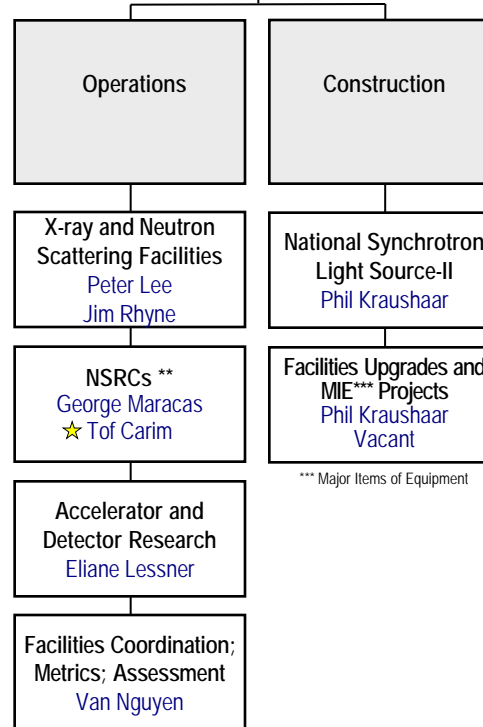 Operations
X-ray and Neutron
Scattering Facilities
Peter Lee
Jim Rhyne
NSRCs **
George Maracas
Tof Carim
Accelerator and
Detector Research
Eliane Lessner
Facilities Coordination;
Metrics; Assessment
Van Nguyen
Construction
National Synchrotron
Light Source-II
Phil Kraushaar
Facilities Upgrades and
MIE*** Projects
Phil Kraushaar
Vacant
*** Major Items of Equipment